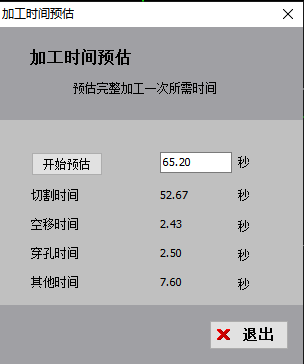 加工时间预估
加工时间预估
预估完整加工一次所需时间
开始预估 65.20 秒
切割时间 52.67 秒
空移时间 2.43 秒
穿孔时间 2.50 秒
其他时间 7.60 秒
退出